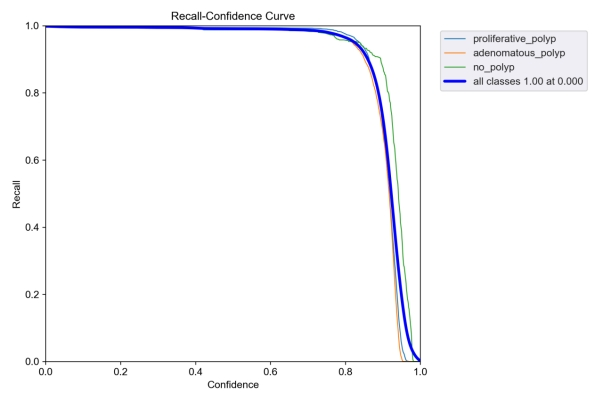 Recall-Confidence Curve
1.0
0.8
0.6
0.4
0.2
0.0
Recall
0.0 0.2 0.4 0.6 0.8 1.0
Confidence
proliferative_polyp
adenomatous_polyp
no_polyp
all classes 1.00 at 0.000